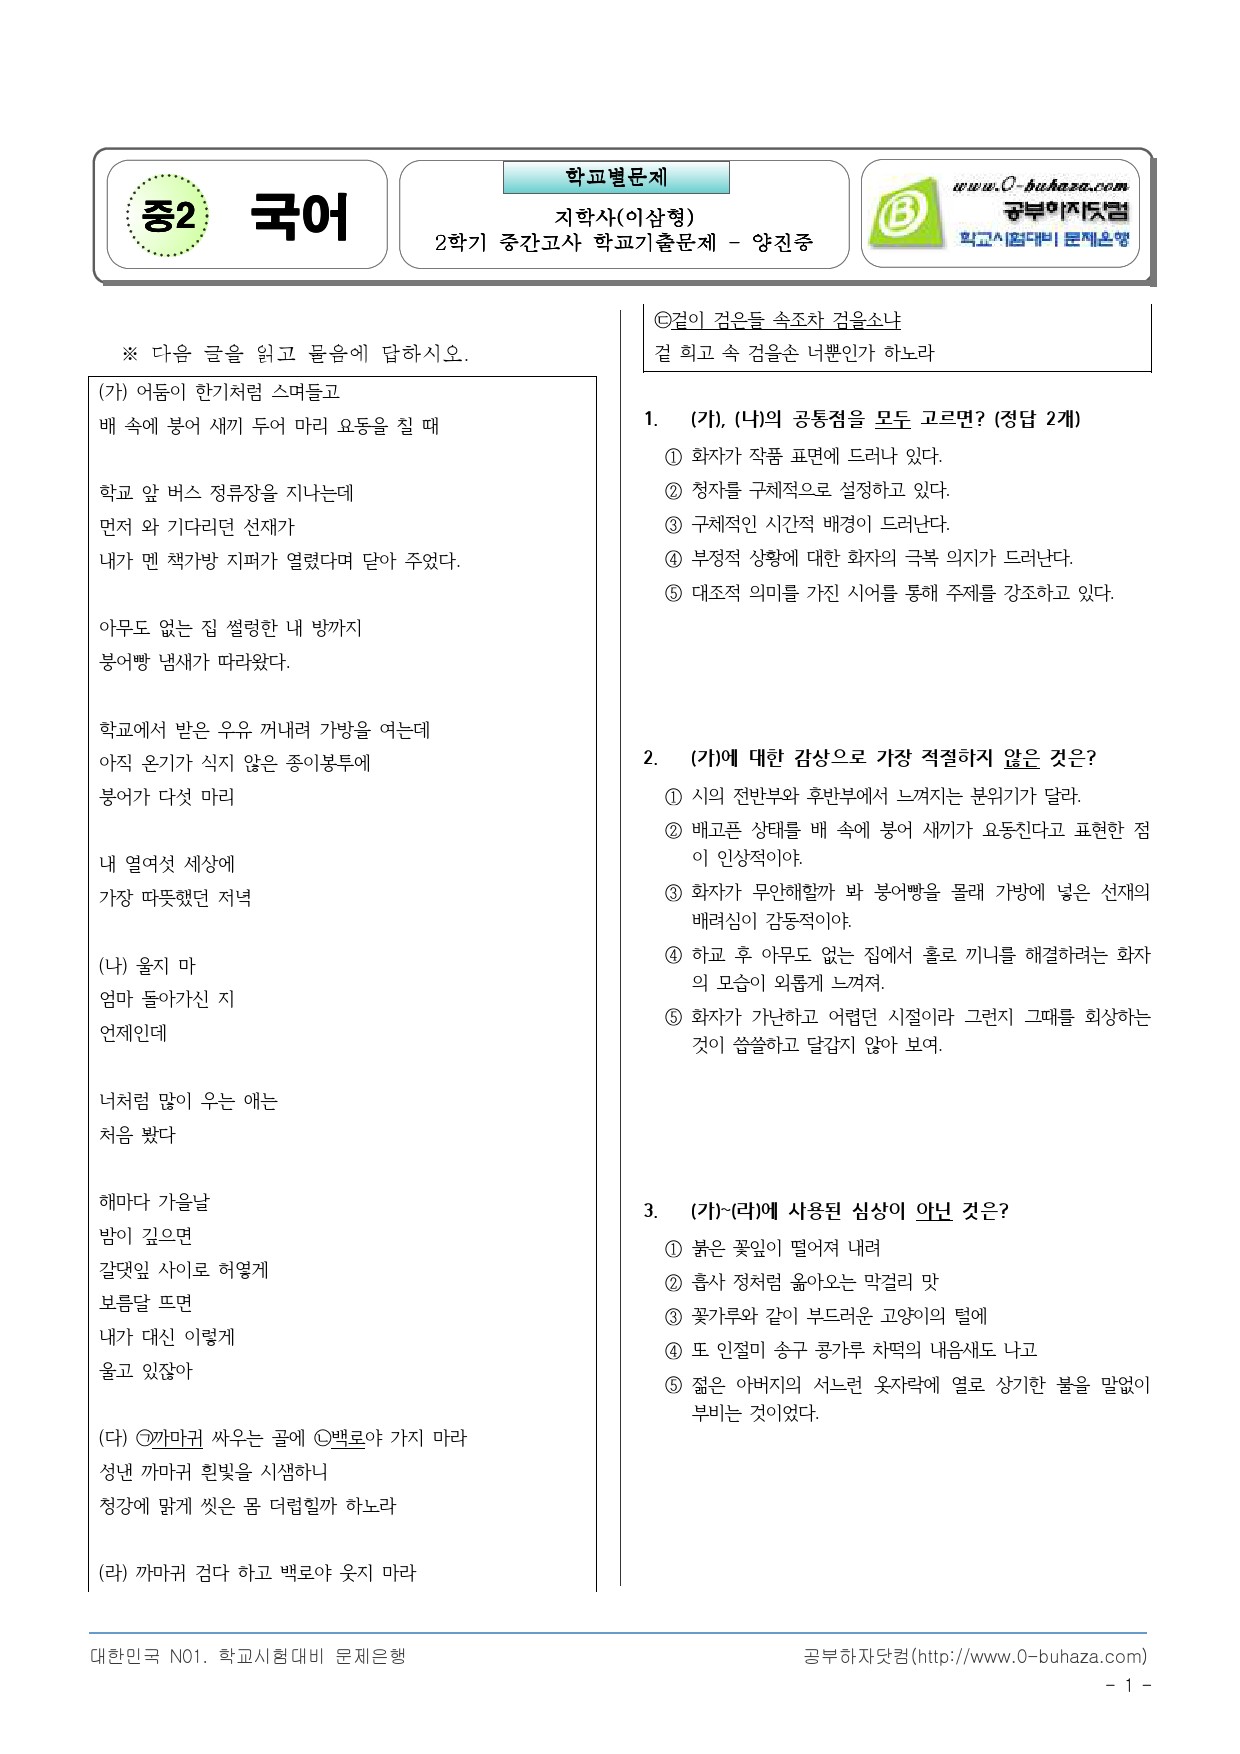 중2 국어
학교별문제
지학사(이삼형)
2학기 중간고사 학교기출문제 - 양진중
www.0-buhaza.com
공부하자닷컴
학교시험대비 문제은행
※ 다음 글을 읽고 물음에 답하시오.
(가) 어둠이 한기처럼 스며들고
배 속에 붕어 새끼 두어 마리 요동을 칠 때
학교 앞 버스 정류장을 지나는데
먼저 와 기다리던 선재가
내가 멘 책가방 지퍼가 열렸다며 닫아 주었다.
아무도 없는 집 썰렁한 내 방까지
붕어빵 냄새가 따라왔다.
학교에서 받은 우유 꺼내려 가방을 여는데
아직 온기가 식지 않은 종이봉투에
붕어가 다섯 마리
내 열여섯 세상에
가장 따뜻했던 저녁
(나) 울지 마
엄마 돌아가신 지
언제인데
너처럼 많이 우는 애는
처음 봤다
해마다 가을날
밤이 깊으면
갈댓잎 사이로 허옇게
보름달 뜨면
내가 대신 이렇게
울고 있잖아
(다) ㉠까마귀 싸우는 골에 ㉡백로야 가지 마라
성낸 까마귀 흰빛을 시샘하니
청강에 맑게 씻은 몸 더럽힐까 하노라
(라) 까마귀 검다 하고 백로야 웃지 마라
㉢겉이 검은들 속조차 검을소냐
겉 희고 속 검을손 너뿐인가 하노라
1. (가), (나)의 공통점을 모두 고르면? (정답 2개)
① 화자가 작품 표면에 드러나 있다.
② 청자를 구체적으로 설정하고 있다.
③ 구체적인 시간적 배경이 드러난다.
④ 부정적 상황에 대한 화자의 극복 의지가 드러난다.
⑤ 대조적 의미를 가진 시어를 통해 주제를 강조하고 있다.
2. (가)에 대한 감상으로 가장 적절하지 않은 것은?
① 시의 전반부와 후반부에서 느껴지는 분위기가 달라.
② 배고픈 상태를 배 속에 붕어 새끼가 요동친다고 표현한 점
이 인상적이야.
③ 화자가 무안해할까 봐 붕어빵을 몰래 가방에 넣은 선재의
배려심이 감동적이야.
④ 하교 후 아무도 없는 집에서 홀로 끼니를 해결하려는 화자
의 모습이 외롭게 느껴져.
⑤ 화자가 가난하고 어렵던 시절이라 그런지 그때를 회상하는
것이 씁쓸하고 달갑지 않아 보여.
3. (가)~(라)에 사용된 심상이 아닌 것은?
① 붉은 꽃잎이 떨어져 내려
② 흡사 정처럼 옮아오는 막걸리 맛
③ 꽃가루와 같이 부드러운 고양이의 털에
④ 또 인절미 송구 콩가루 차떡의 내음새도 나고
⑤ 젊은 아버지의 서느런 옷자락에 열로 상기한 볼을 말없이
부비는 것이었다.
대한민국 N01. 학교시험대비 문제은행
공부하자닷컴(http://www.0-buhaza.com)
- 1 -